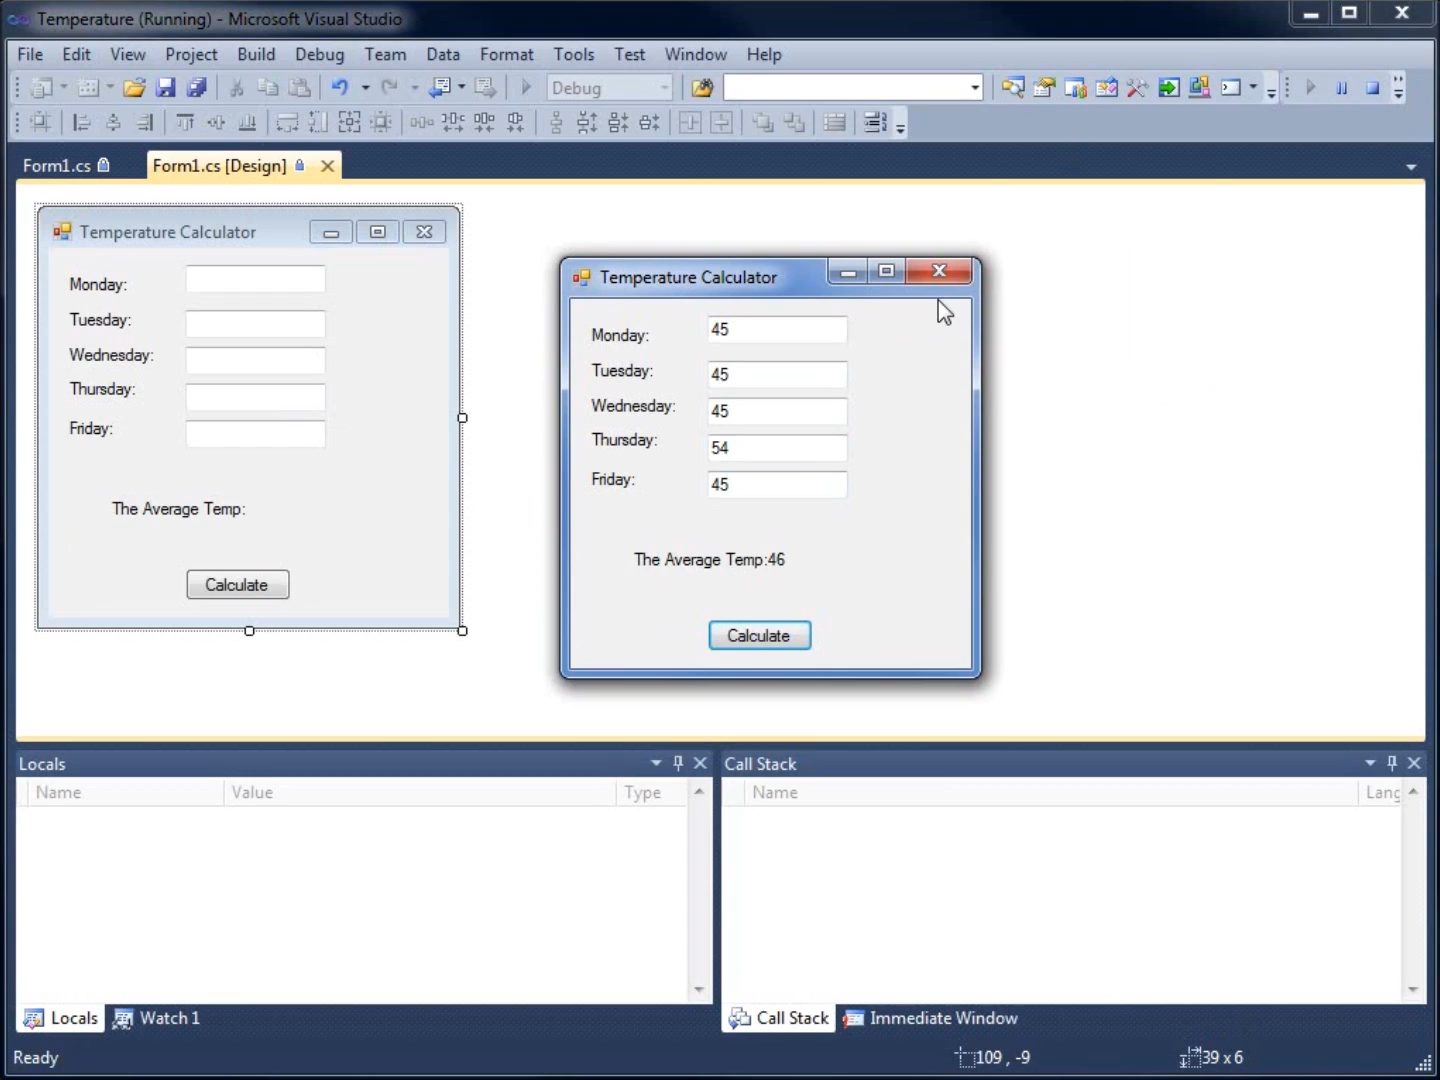 Temperature (Running) - Microsoft Visual Studio
File Edit View Project Build Debug Team Data Format Tools Test Window Help
Debug
Form1.cs Form1.cs [Design]
Temperature Calculator
Monday:
Tuesday:
Wednesday:
Thursday:
Friday:
The Average Temp:
Calculate
Temperature Calculator
Monday: 45
Tuesday: 45
Wednesday: 45
Thursday: 54
Friday: 45
The Average Temp:46
Calculate
Locals
Name Value Type
Call Stack
Name Lang
Locals Watch 1
Call Stack Immediate Window
Ready 109 , -9 39 x 6